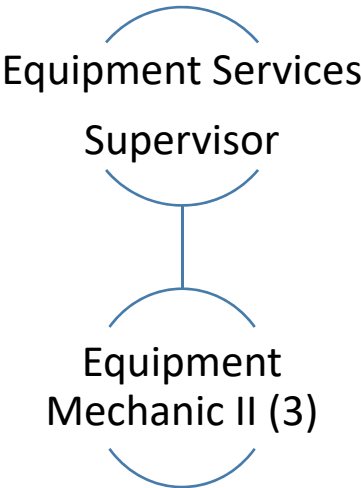 Equipment Services
Supervisor
Equipment
Mechanic II (3)